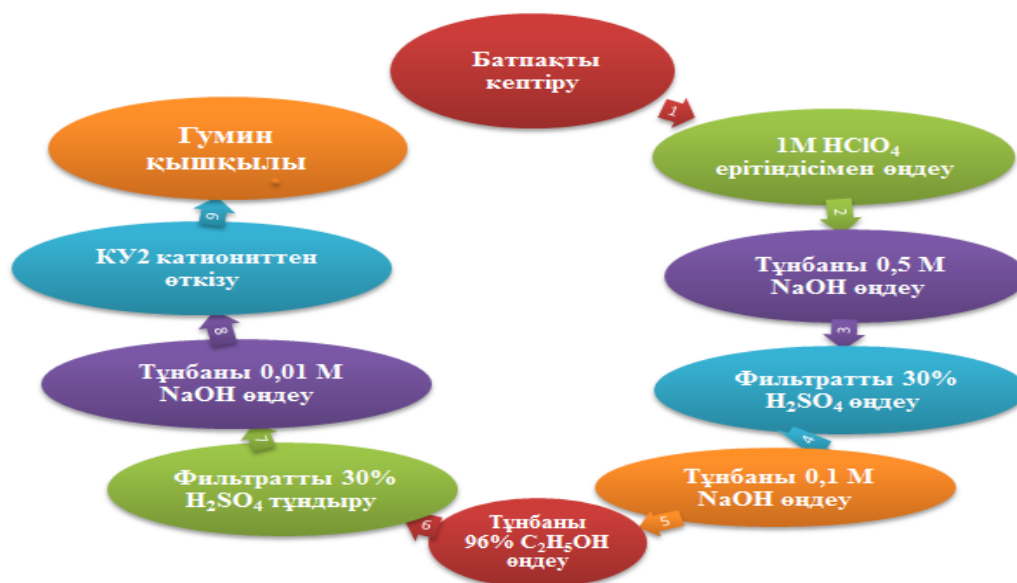 Батпақты
кептіру
1
1М HClO₄
ерітіндісімен өңдеу
2
Тұнбаны 0,5 М
NaOH өңдеу
3
Фильтратты 30%
H₂SO₄ өңдеу
4
Тұнбаны 0,1 М
NaOH өңдеу
5
Тұнбаны
96% C₂H₅OH
өңдеу
6
Фильтратты 30%
H₂SO₄ тұндыру
7
Тұнбаны 0,01 М
NaOH өңдеу
8
КУ2 катиониттен
өткізу
9
Гумин
қышқылы